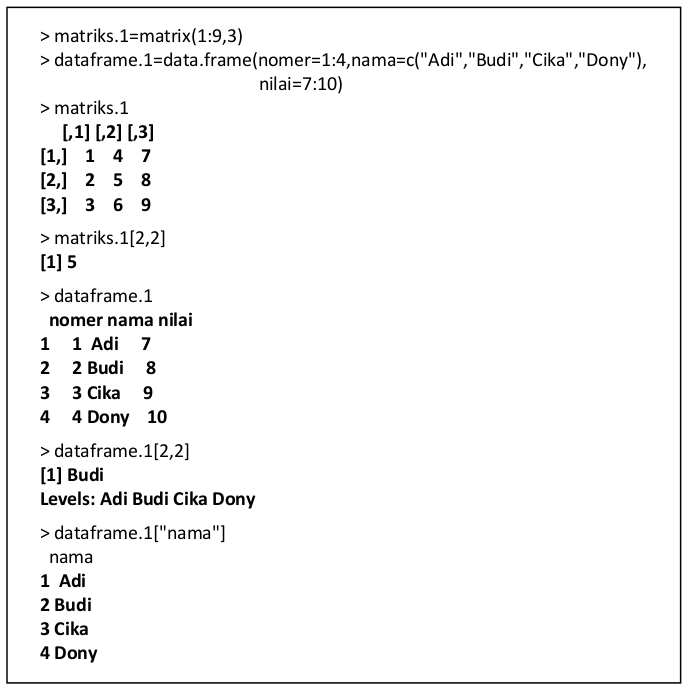 > matriks.1=matrix(1:9,3)
> dataframe.1=data.frame(nomer=1:4,nama=c("Adi","Budi","Cika","Dony"),
nilai=7:10)
> matriks.1
[,1] [,2] [,3]
[1,] 1 4 7
[2,] 2 5 8
[3,] 3 6 9
> matriks.1[2,2]
[1] 5
> dataframe.1
nomer nama nilai
1 1 Adi 7
2 2 Budi 8
3 3 Cika 9
4 4 Dony 10
> dataframe.1[2,2]
[1] Budi
Levels: Adi Budi Cika Dony
> dataframe.1["nama"]
nama
1 Adi
2 Budi
3 Cika
4 Dony